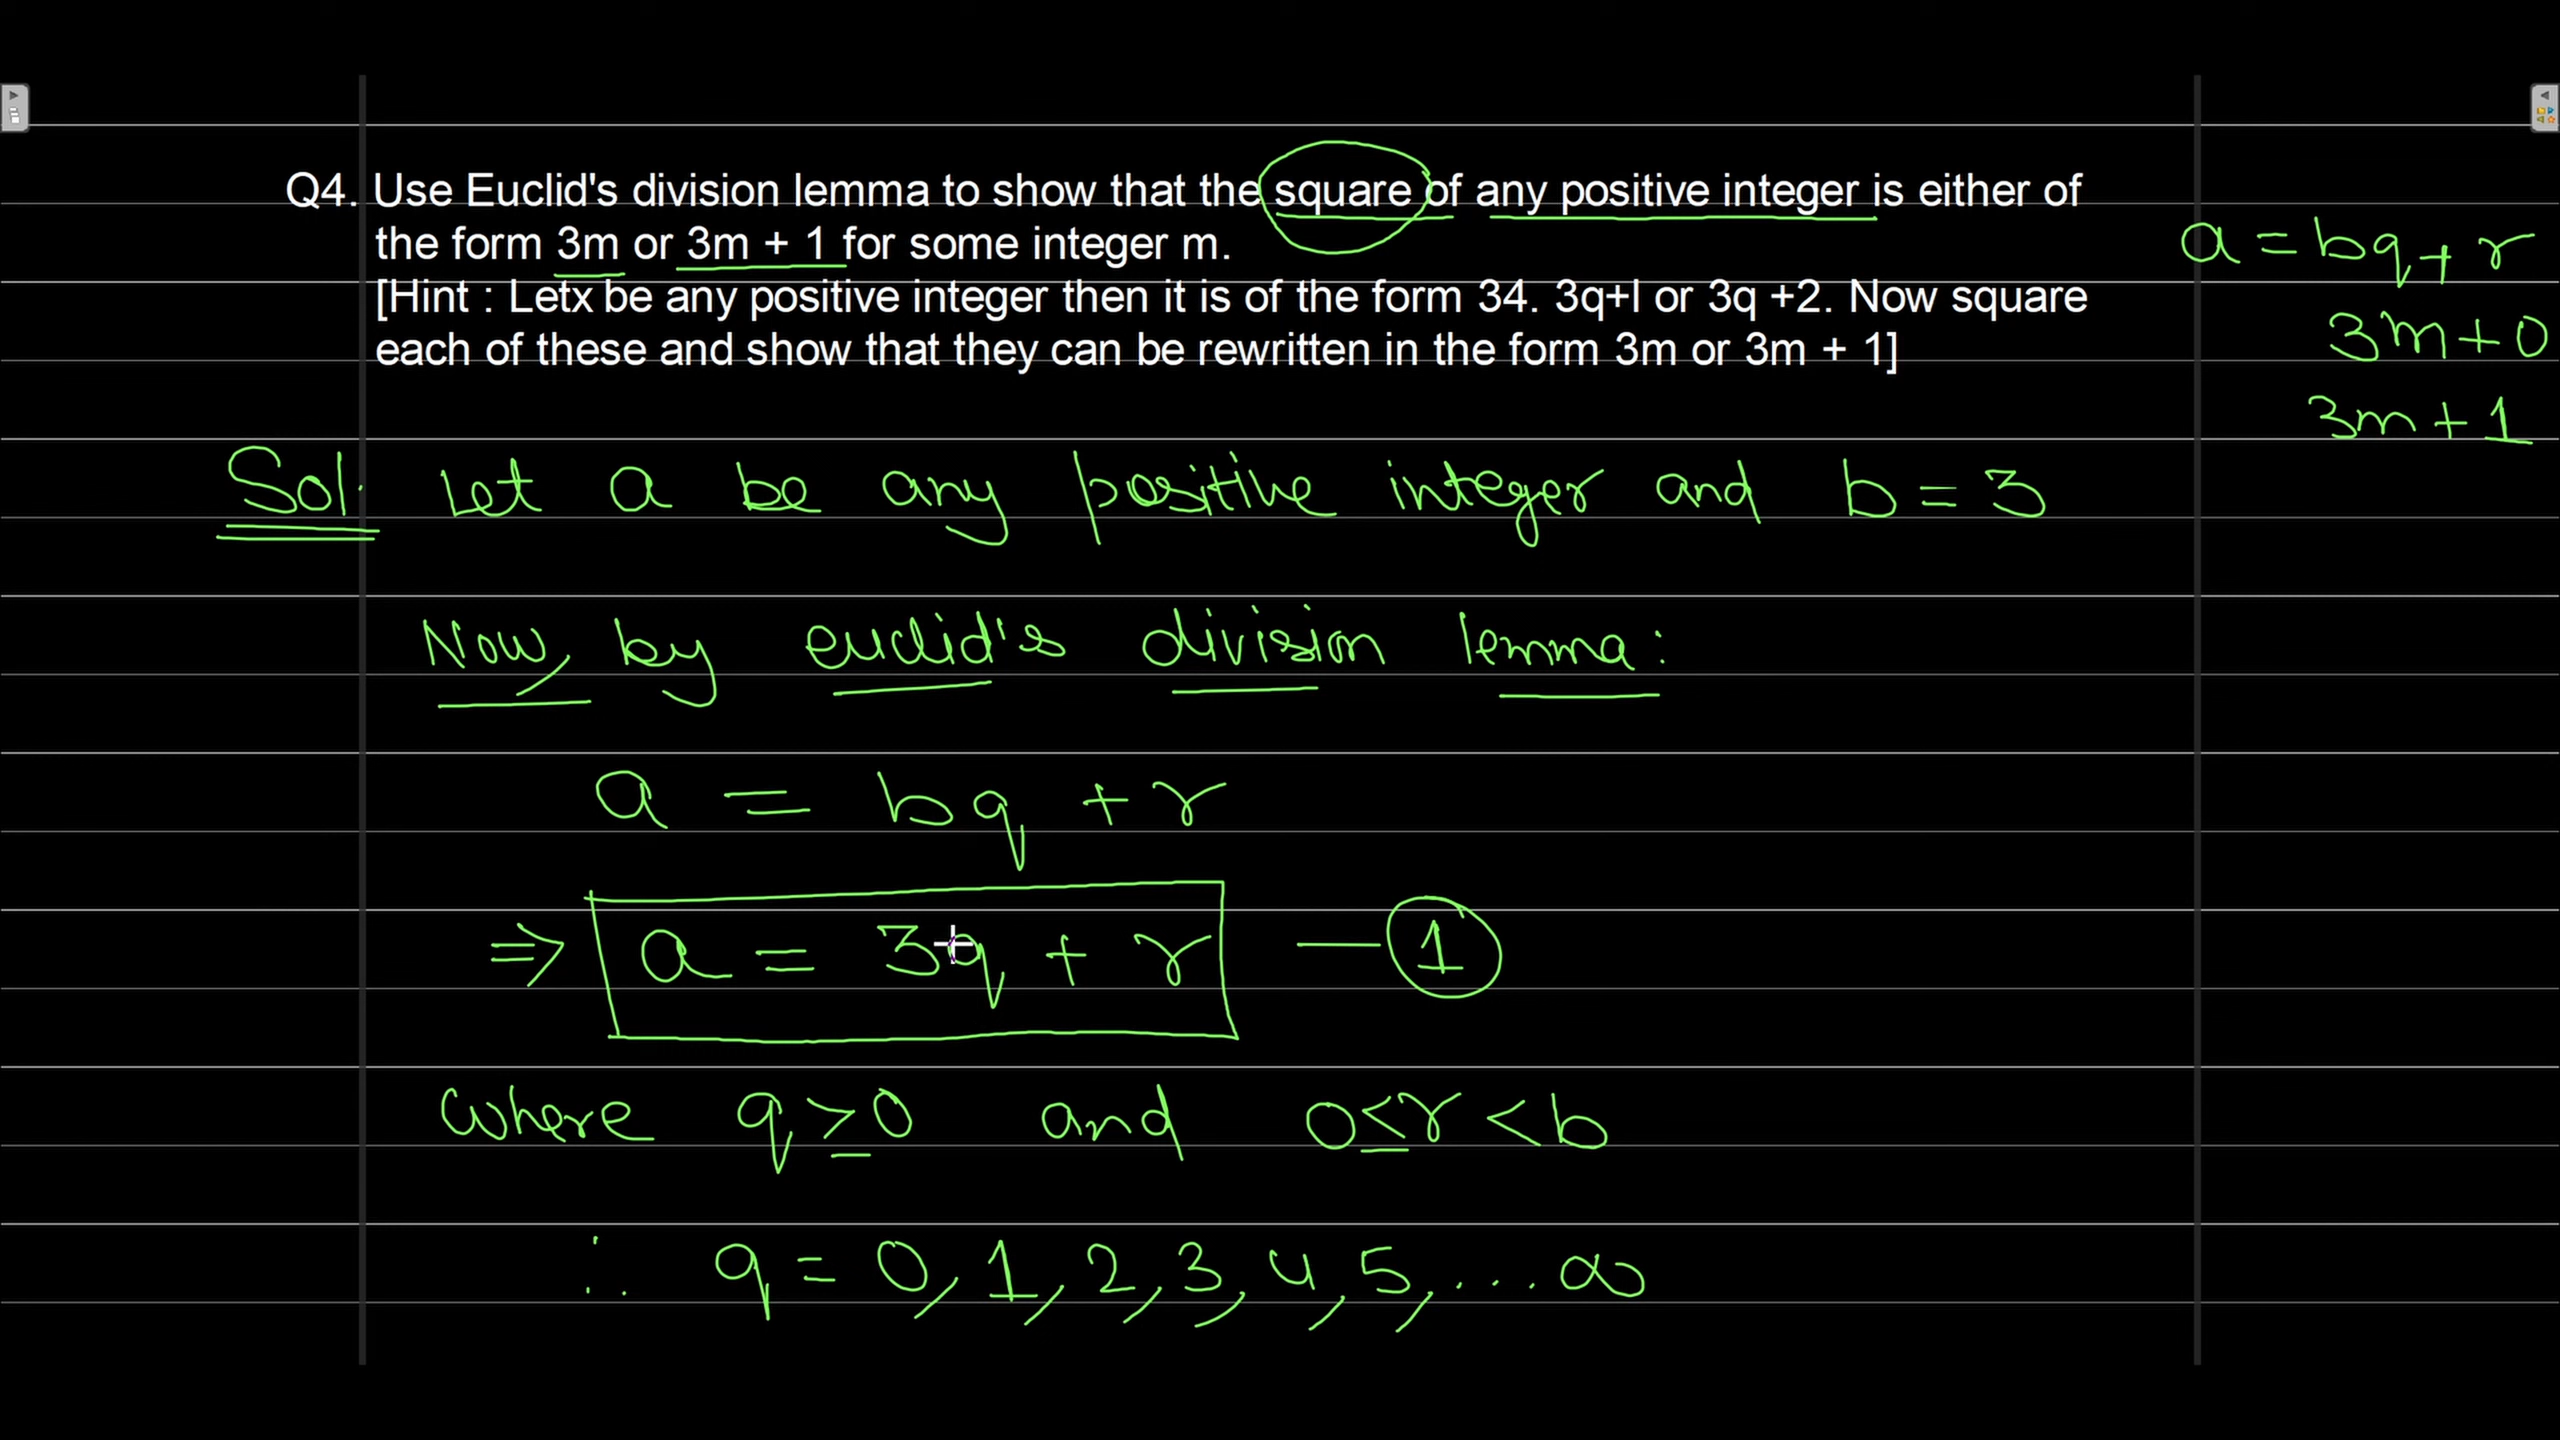 Q4. Use Euclid's division lemma to show that the square of any positive integer is either of
the form 3m or 3m + 1 for some integer m.
[Hint : Letx be any positive integer then it is of the form 34. 3q+l or 3q +2. Now square
each of these and show that they can be rewritten in the form 3m or 3m + 1]
a = bq + r
3m + 0
3m + 1
Sol. Let a be any positive integer and b = 3
Now, by euclid's division lemma:
a = bq + r
⇒ a = 3q + r — 1
where q ≥ 0 and 0 ≤ r < b
∴ q = 0, 1, 2, 3, 4, 5, ... ∞